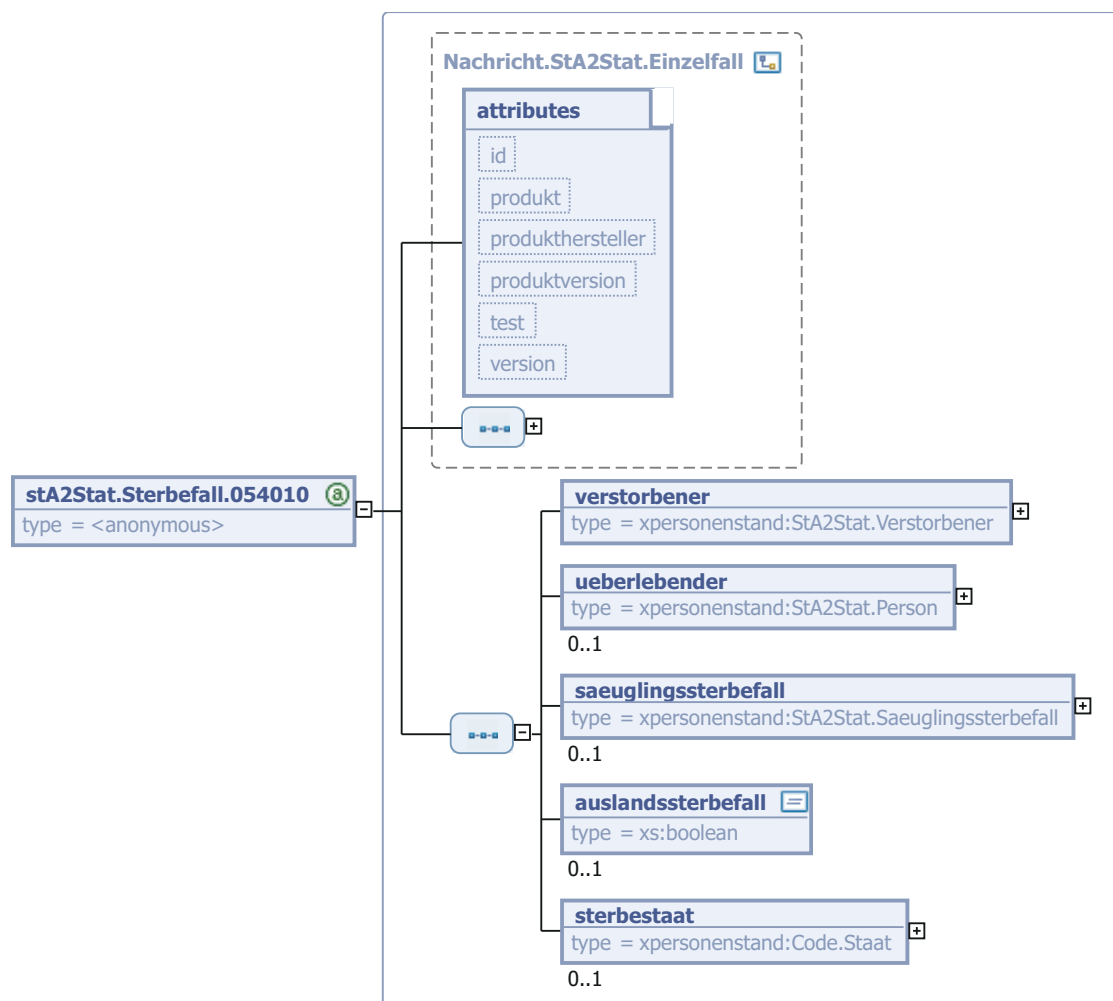 Nachricht.StA2Stat.Einzelfall
attributes
id
produkt
produkthersteller
produktversion
test
version
stA2Stat.Sterbefall.054010
type = <anonymous>
verstorbener
type = xpersonenstand:StA2Stat.Verstorbener
ueberlebender
type = xpersonenstand:StA2Stat.Person
0..1
saeuglingssterbefall
type = xpersonenstand:StA2Stat.Saeuglingssterbefall
0..1
auslandssterbefall
type = xs:boolean
0..1
sterbestaat
type = xpersonenstand:Code.Staat
0..1